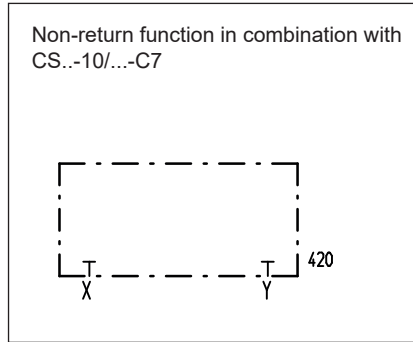 Non-return function in combination with
CS..-10/...-C7
420
X
Y